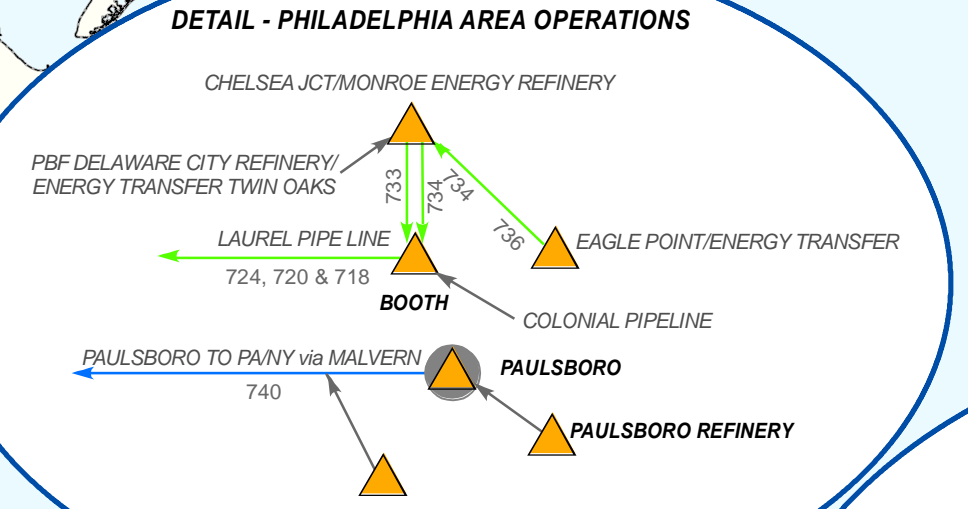 DETAIL - PHILADELPHIA AREA OPERATIONS
CHELSEA JCT/MONROE ENERGY REFINERY
PBF DELAWARE CITY REFINERY/
ENERGY TRANSFER TWIN OAKS
733
734
734
736
LAUREL PIPE LINE
EAGLE POINT/ENERGY TRANSFER
724, 720 & 718
BOOTH
COLONIAL PIPELINE
PAULSBORO TO PA/NY via MALVERN
PAULSBORO
740
PAULSBORO REFINERY